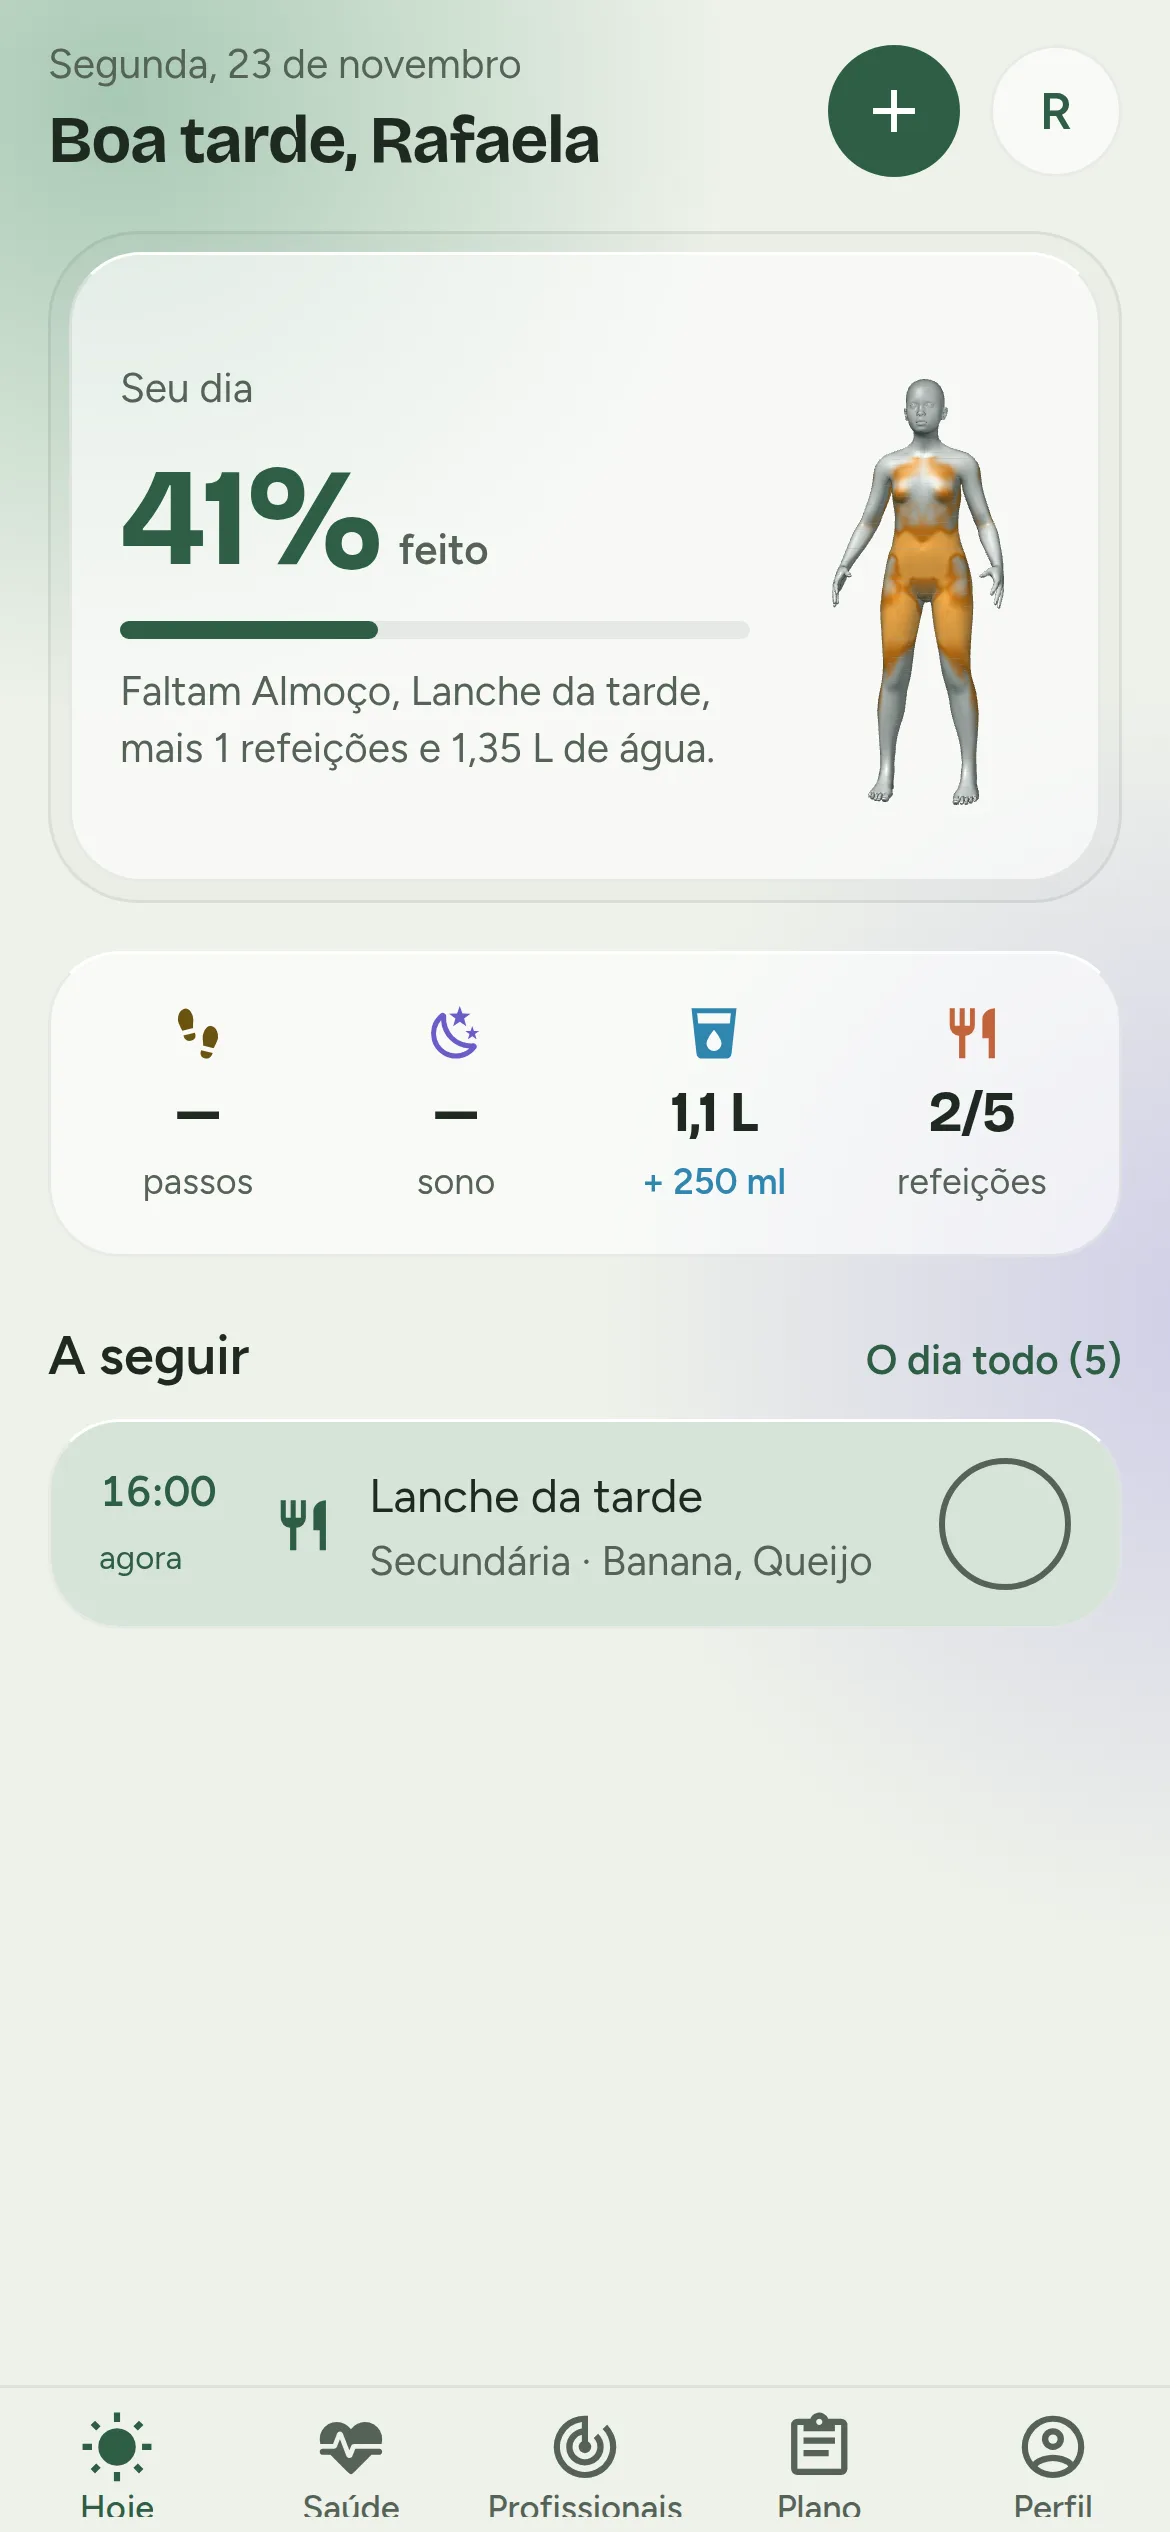 Segunda, 23 de novembro
Boa tarde, Rafaela
R
Seu dia
41% feito
Faltam Almoço, Lanche da tarde,
mais 1 refeições e 1,35 L de água.
— — 1,1 L 2/5
passos sono + 250 ml refeições
A seguir
O dia todo (5)
16:00
agora
Lanche da tarde
Secundária · Banana, Queijo
Hoje Saúde Profissionais Plano Perfil